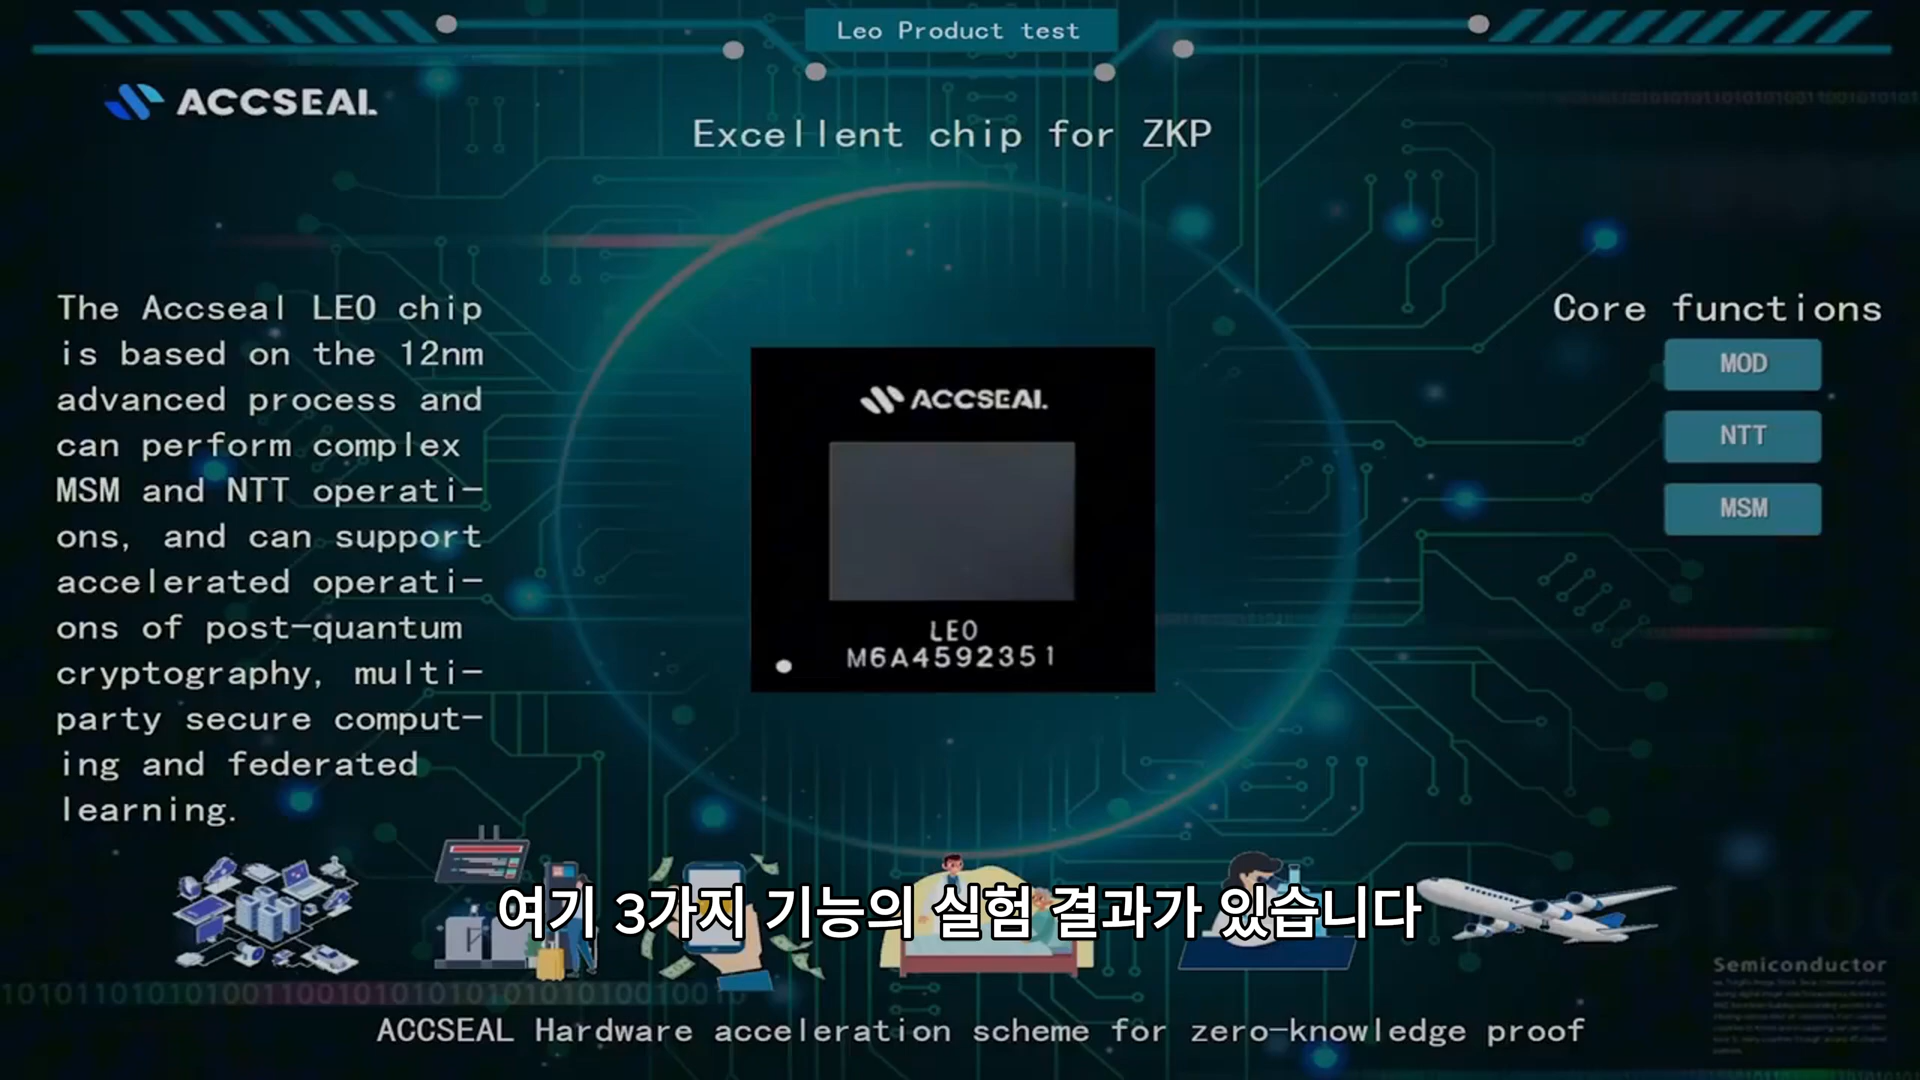 Leo Product test
ACCSEAL
Excellent chip for ZKP
The Accseal LEO chip
is based on the 12nm
advanced process and
can perform complex
MSM and NTT operati-
ons, and can support
accelerated operati-
ons of post-quantum
cryptography, multi-
party secure comput-
ing and federated
learning.
ACCSEAL
LEO
M6A4592351
Core functions
MOD
NTT
MSM
여기 3가지 기능의 실험 결과가 있습니다
Semiconductor
ACCSEAL Hardware acceleration scheme for zero-knowledge proof